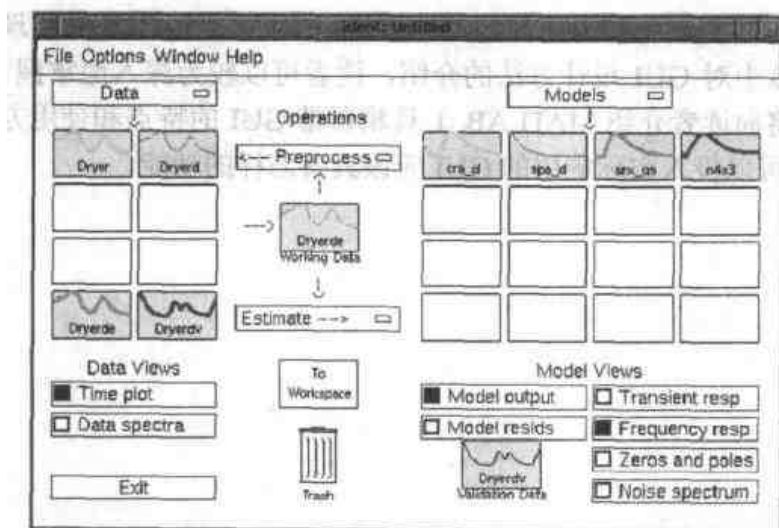 ident: Untitled
File Options Window Help
Data
Operations
Models
Dryer
Dryerd
<-- Preprocess
cra_d
spa_d
arx_qs
n4s3
-->
Dryerde
Working Data
Dryerde
Dryerdv
Estimate -->
Data Views
To
Workspace
Model Views
Time plot
Model output
Transient resp
Data spectra
Model resids
Frequency resp
Dryerdv
Validation Data
Zeros and poles
Exit
Trash
Noise spectrum